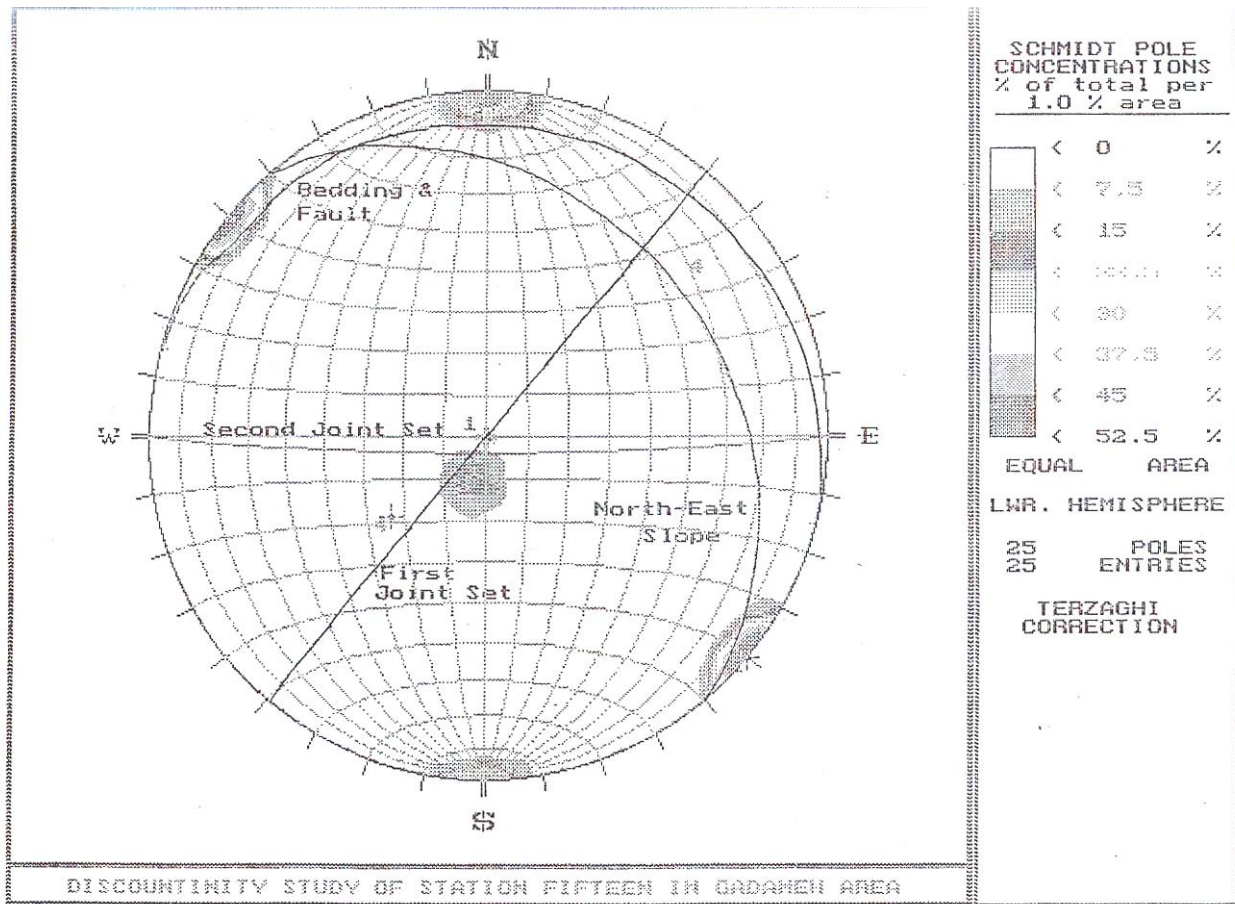 N
Bedding &
Fault
W
Second Joint Set
i
E
North-East
Slope
First
Joint Set
S
DISCOUNTIMITY STUDY OF STATION FIFTEEN IN GADAMEH AREA
SCHMIDT POLE
CONCENTRATIONS
% of total per
1.0 % area
< 0 %
< 7.5 %
< 15 %
< %
< 30 %
< 37.5 %
< 45 %
< 52.5 %
EQUAL AREA
LWR. HEMISPHERE
25 POLES
25 ENTRIES
TERZAGHI
CORRECTION